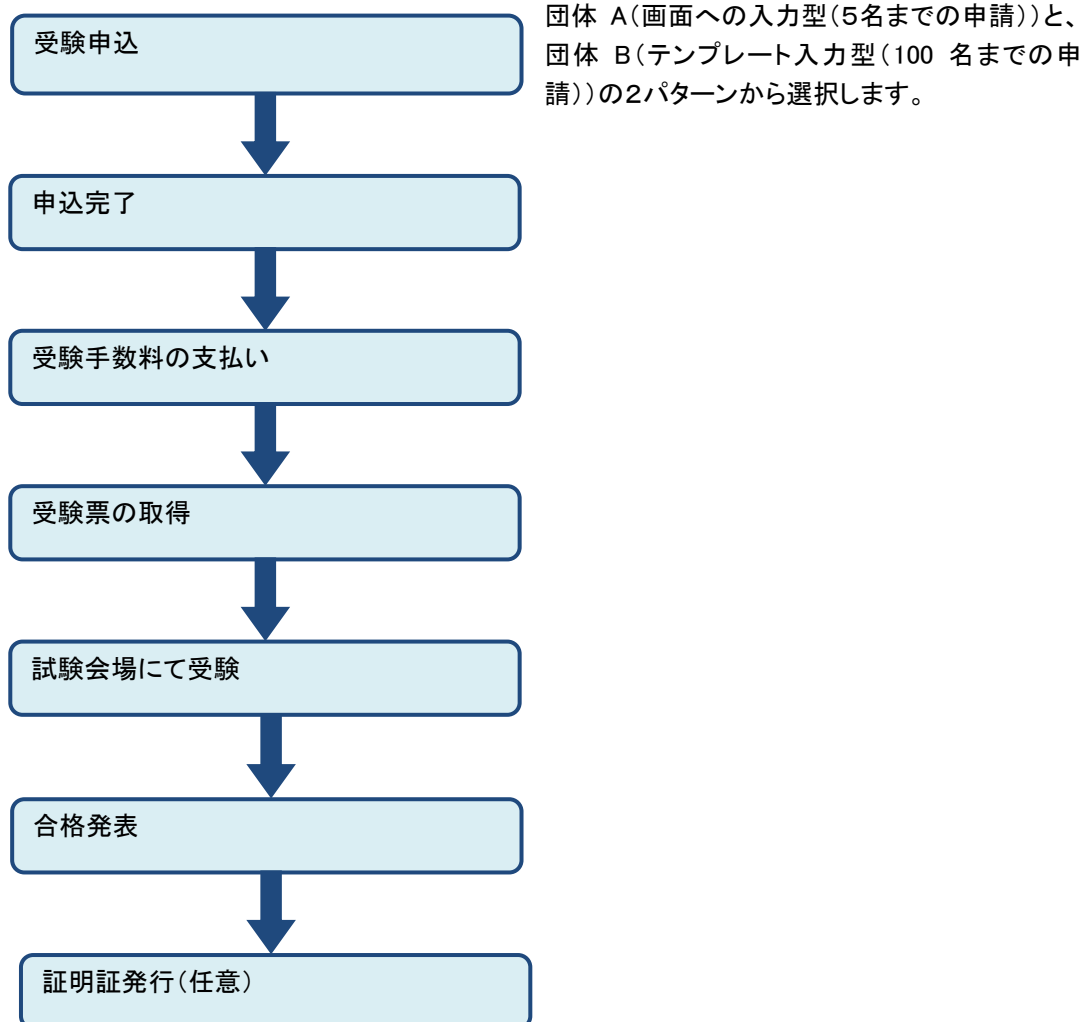 受験申込
団体 A(画面への入力型(5名までの申請))と、
団体 B(テンプレート入力型(100 名までの申
請))の2パターンから選択します。
申込完了
受験手数料の支払い
受験票の取得
試験会場にて受験
合格発表
証明証発行(任意)